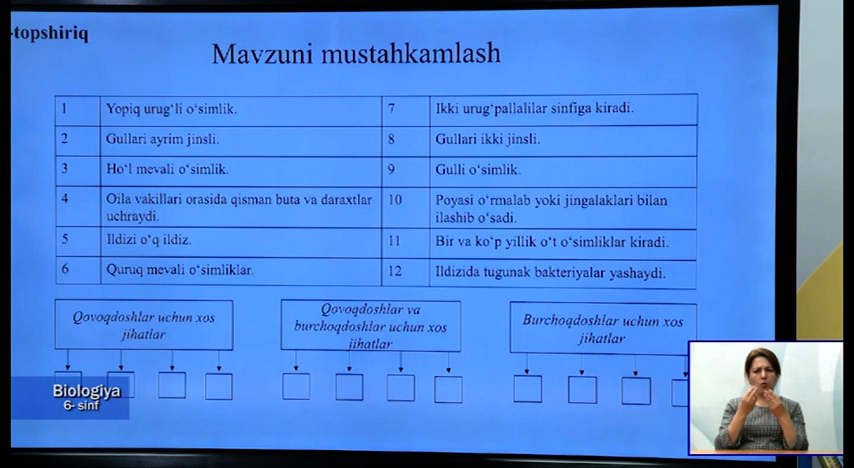 -topshiriq
Mavzuni mustahkamlash
1 Yopiq urug‘li o‘simlik. 7 Ikki urug‘pallalilar sinfiga kiradi.
2 Gullari ayrim jinsli. 8 Gullari ikki jinsli.
3 Ho‘l mevali o‘simlik. 9 Gulli o‘simlik.
4 Oila vakillari orasida qisman buta va daraxtlar 10 Poyasi o‘rmalab yoki jingalaklari bilan
uchraydi. ilashib o‘sadi.
5 Ildizi o‘q ildiz. 11 Bir va ko‘p yillik o‘t o‘simliklar kiradi.
6 Quruq mevali o‘simliklar. 12 Ildizida tugunak bakteriyalar yashaydi.
Qovoqdoshlar uchun xos
jihatlar
Qovoqdoshlar va
burchoqdoshlar uchun xos
jihatlar
Burchoqdoshlar uchun xos
jihatlar
Biologiya
6- sinf